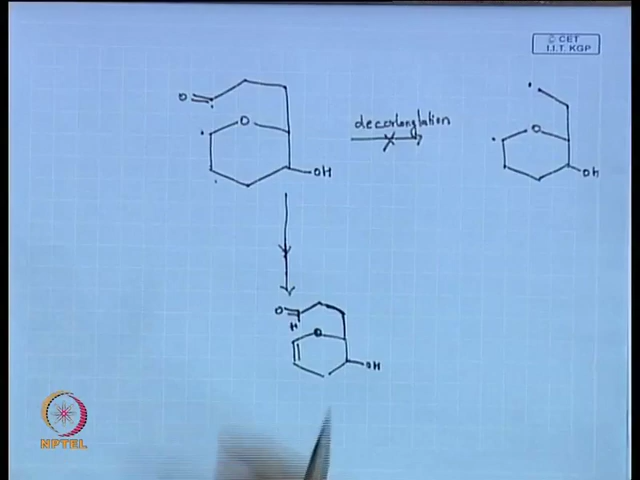 © CET
I.I.T. KGP
O
O
OH
decarbonylation
O
OH
O
H
O
OH
NPTEL